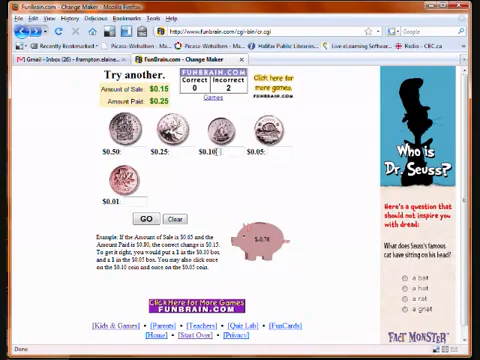 FunBrain.com - Change Maker - Mozilla Firefox
File Edit View History Bookmarks Tools Help
http://www.funbrain.com/cgi-bin/cr.cgi
Google
Recently Bookmarked Picasa-Webalben - Picasa-Webalben - Halifax Public Libraries Live eLearning Support Radio - CBC.ca
Gmail - Inbox (26) - frampton.elaine... FunBrain.com - Change Maker
Try another.
Amount of Sale: $0.15
Amount Paid: $0.25
FUNBRAIN.COM
Correct Incorrect
0 2
Games
Click here for
more games.
FUNBRAIN.COM
$0.50: $0.25: $0.10: $0.05:
$0.01:
GO Clear
Example: If the Amount of Sale is $0.65 and the
Amount Paid is $0.80, the correct change is $0.15.
To get it right, you would put a 1 in the $0.10 box
and a 1 in the $0.05 box. You may also click once
on the $0.10 coin and once on the $0.05 coin.
$-0.76
Click Here for More Games
FUNBRAIN.COM
[Kids & Games] • [Parents] • [Teachers] • [Quiz Lab] • [FunCards]
[Home] • [Start Over] • [Privacy]
Who is
Dr. Seuss?
Here's a question that
should not inspire you
with dread:
What does Seuss's famous
cat have sitting on his head?
a bat
a hat
a rat
a gnat
FACT MONSTER
Done